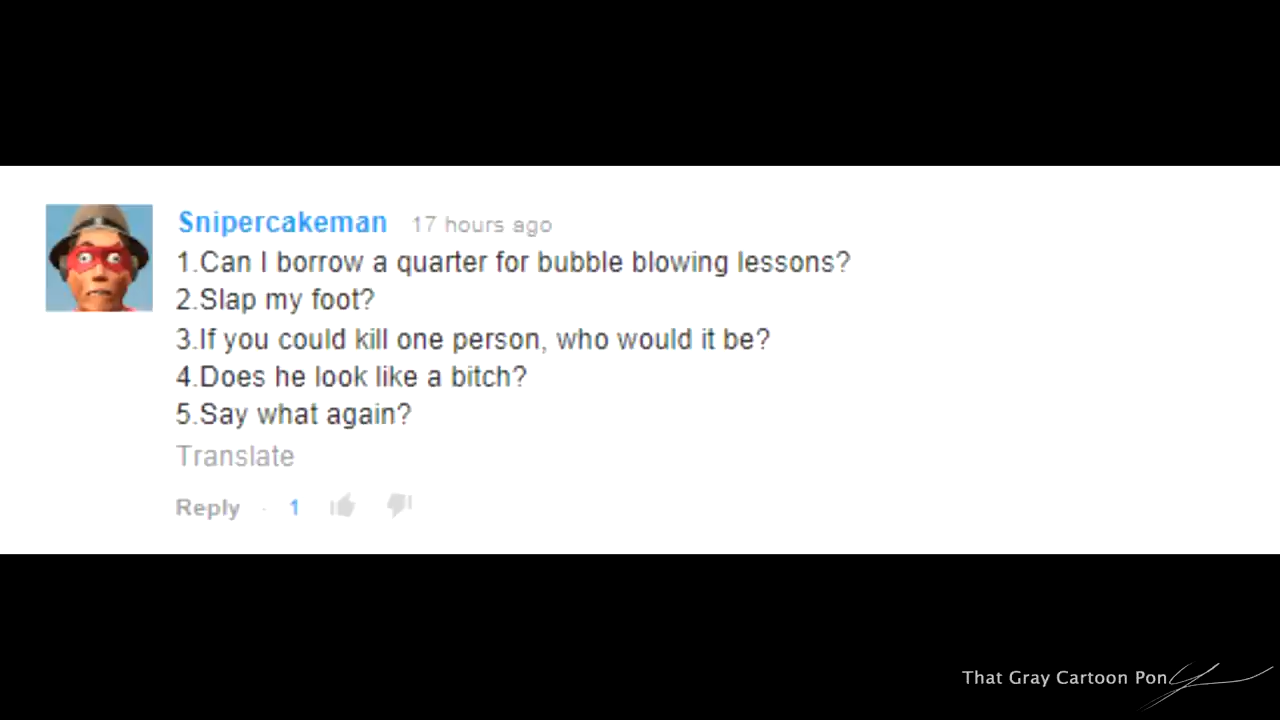 Snipercakeman 17 hours ago
1.Can I borrow a quarter for bubble blowing lessons?
2.Slap my foot?
3.If you could kill one person, who would it be?
4.Does he look like a bitch?
5.Say what again?
Translate
Reply · 1
That Gray Cartoon Pony